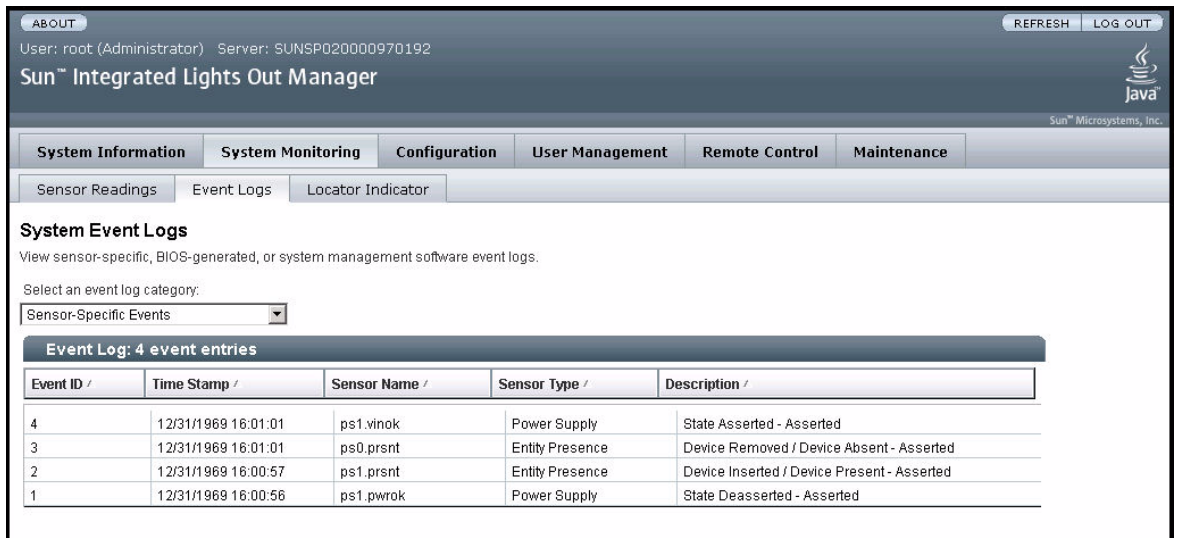 ABOUT
REFRESH LOG OUT
User: root (Administrator) Server: SUNSP020000970192
Sun™ Integrated Lights Out Manager
Java™
Sun™ Microsystems, Inc.
System Information System Monitoring Configuration User Management Remote Control Maintenance
Sensor Readings Event Logs Locator Indicator
System Event Logs
View sensor-specific, BIOS-generated, or system management software event logs.
Select an event log category:
Sensor-Specific Events
Event Log: 4 event entries
Event ID / Time Stamp / Sensor Name / Sensor Type / Description /
4 12/31/1969 16:01:01 ps1.vinok Power Supply State Asserted - Asserted
3 12/31/1969 16:01:01 ps0.prsnt Entity Presence Device Removed / Device Absent - Asserted
2 12/31/1969 16:00:57 ps1.prsnt Entity Presence Device Inserted / Device Present - Asserted
1 12/31/1969 16:00:56 ps1.pwrok Power Supply State Deasserted - Asserted